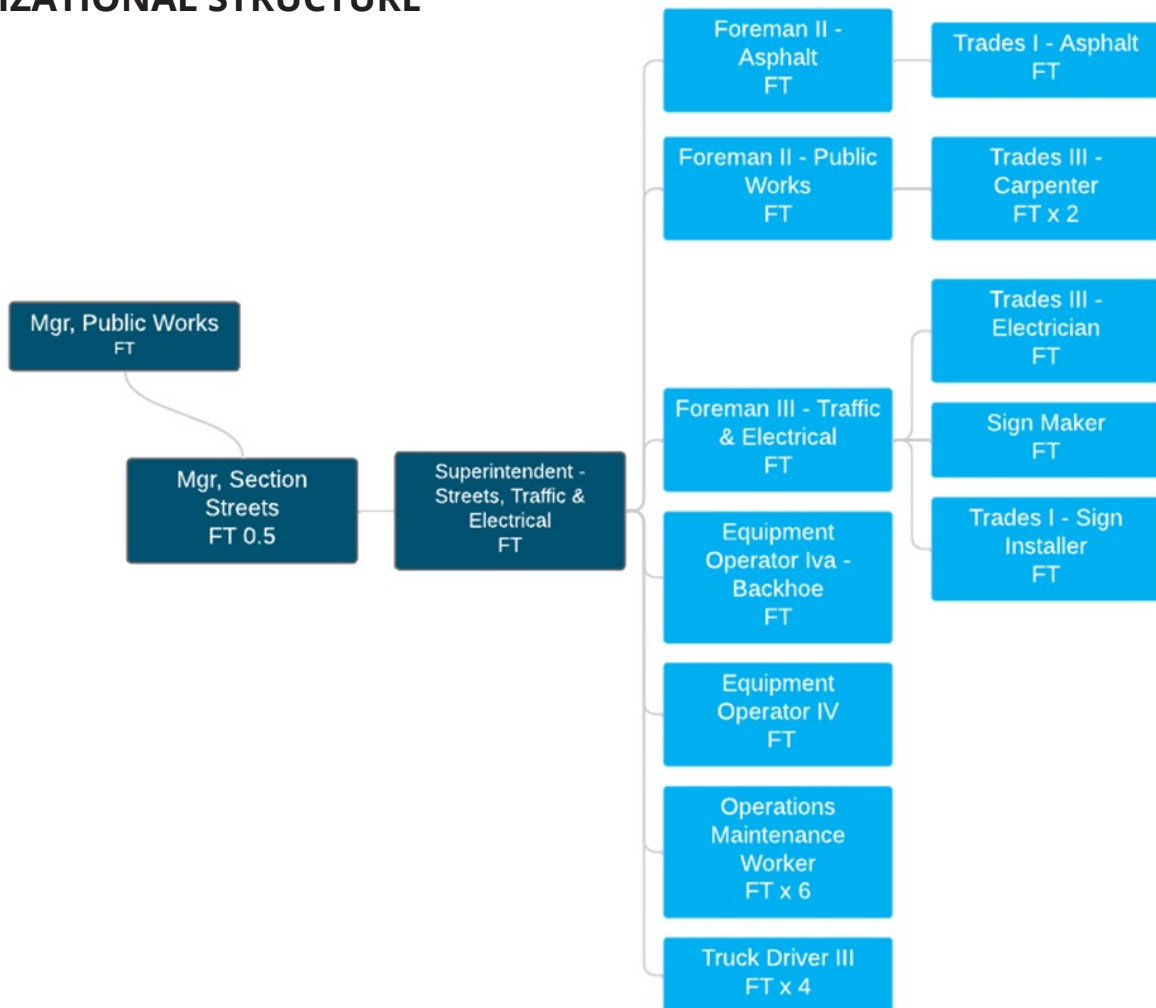 IZATIONAL STRUCTURE
Foreman II -
Asphalt
FT
Trades I - Asphalt
FT
Foreman II - Public
Works
FT
Trades III -
Carpenter
FT x 2
Mgr, Public Works
FT
Mgr, Section
Streets
FT 0.5
Superintendent -
Streets, Traffic &
Electrical
FT
Foreman III - Traffic
& Electrical
FT
Trades III -
Electrician
FT
Sign Maker
FT
Trades I - Sign
Installer
FT
Equipment
Operator Iva -
Backhoe
FT
Equipment
Operator IV
FT
Operations
Maintenance
Worker
FT x 6
Truck Driver III
FT x 4